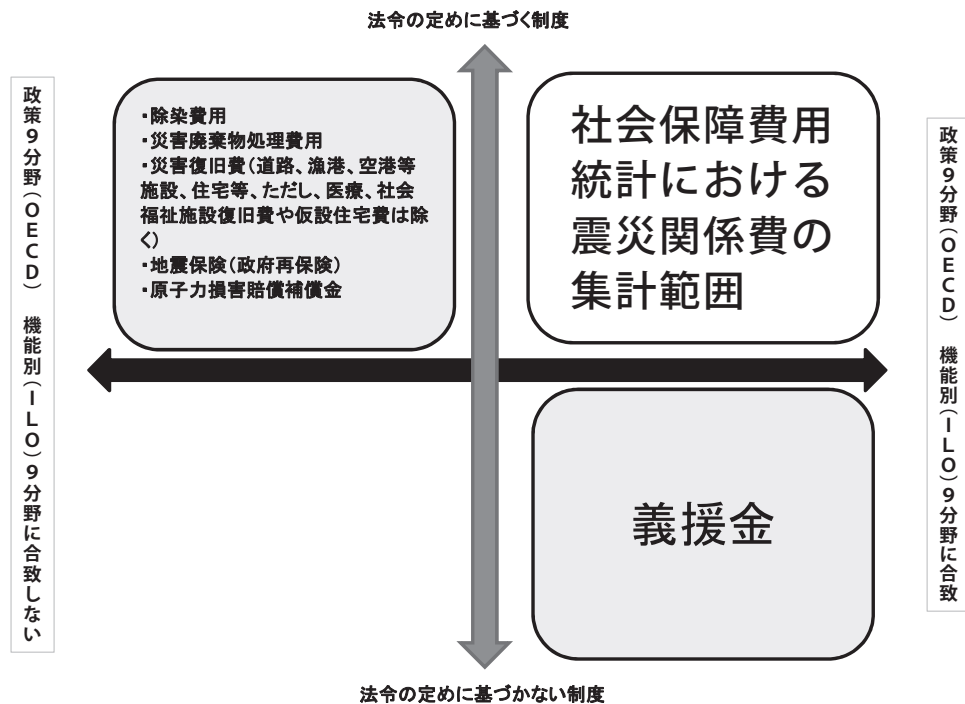 法令の定めに基づく制度
政策9分野(OECD) 機能別(ILO)9分野に合致しない
・除染費用
・災害廃棄物処理費用
・災害復旧費(道路、漁港、空港等
施設、住宅等、ただし、医療、社会
福祉施設復旧費や仮設住宅費は除
く)
・地震保険(政府再保険)
・原子力損害賠償補償金
社会保障費用
統計における
震災関係費の
集計範囲
政策9分野(OECD) 機能別(ILO)9分野に合致
義援金
法令の定めに基づかない制度